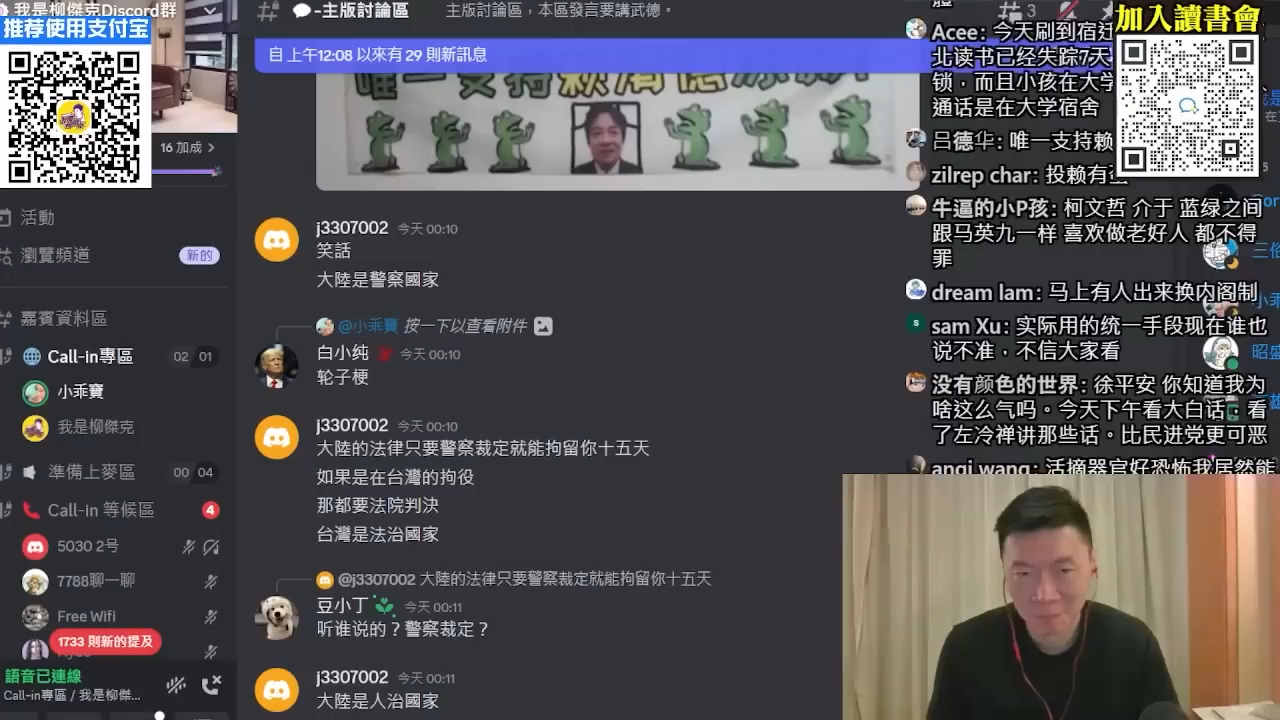 我是柳傑克Discord群
推荐使用支付宝
16 加成
活動
瀏覽頻道
新的
嘉賓資料區
Call-in專區
02 01
小乖寶
我是柳傑克
準備上麥區
00 04
Call-in 等候區
4
5030 2号
7788聊一聊
Free Wifi
1733 則新的提及
語音已連線
Call-in專區 / 我是柳傑...
-主版討論區
主版討論區，本區發言要講武德。
3
自 上午12:08 以來有 29 則新訊息
j3307002 今天 00:10
笑話
大陸是警察國家
@小乖寶 按一下以查看附件
白小纯 今天 00:10
轮子梗
j3307002 今天 00:10
大陸的法律只要警察裁定就能拘留你十五天
如果是在台灣的拘役
那都要法院判決
台灣是法治國家
@j3307002 大陸的法律只要警察裁定就能拘留你十五天
豆小丁 今天 00:11
听谁说的？警察裁定？
j3307002 今天 00:11
大陸是人治國家
加入讀書會
Acee: 今天刷到宿迁
北读书已经失踪7天
锁，而且小孩在大学
通话是在大学宿舍
吕德华: 唯一支持赖
zilrep char: 投赖有
牛逼的小P孩: 柯文哲 介于 蓝绿之间
跟马英九一样 喜欢做老好人 都不得
罪
dream lam: 马上有人出来换内阁制
sam Xu: 实际用的统一手段现在谁也
说不准，不信大家看
没有颜色的世界: 徐平安 你知道我为
啥这么气吗。今天下午看大白话，看
了左冷禅讲那些话。比民进党更可恶
anqi wang: 活摘器官好恐怖我居然能